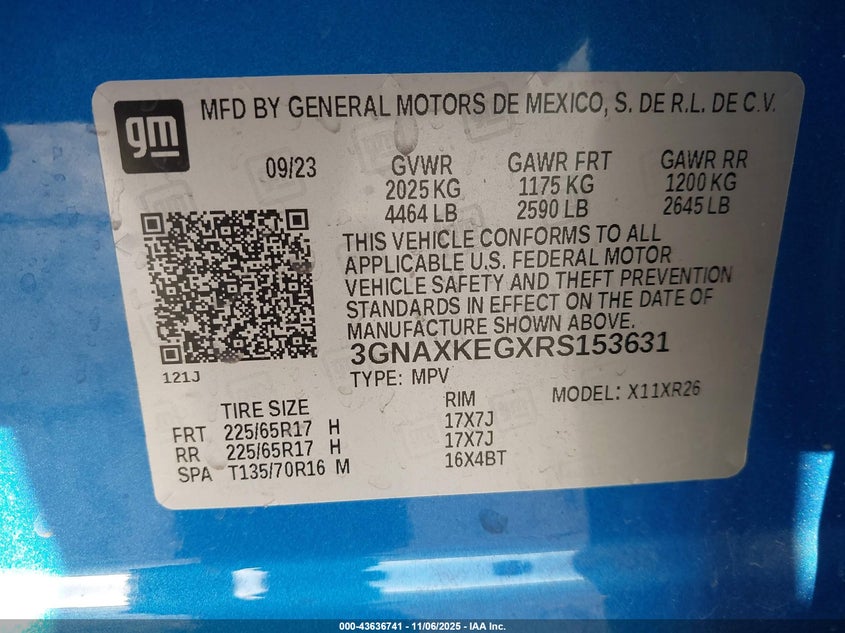 gm
MFD BY GENERAL MOTORS DE MEXICO, S. DE R.L. DE C.V.
09/23 GVWR GAWR FRT GAWR RR
2025 KG 1175 KG 1200 KG
4464 LB 2590 LB 2645 LB
THIS VEHICLE CONFORMS TO ALL
APPLICABLE U.S. FEDERAL MOTOR
VEHICLE SAFETY AND THEFT PREVENTION
STANDARDS IN EFFECT ON THE DATE OF
MANUFACTURE SHOWN ABOVE.
3GNAXKEGXRS153631
121J
TYPE: MPV MODEL: X11XR26
TIRE SIZE RIM
FRT 225/65R17 H 17X7J
RR 225/65R17 H 17X7J
SPA T135/70R16 M 16X4BT
000-43636741 - 11/06/2025 - IAA Inc.